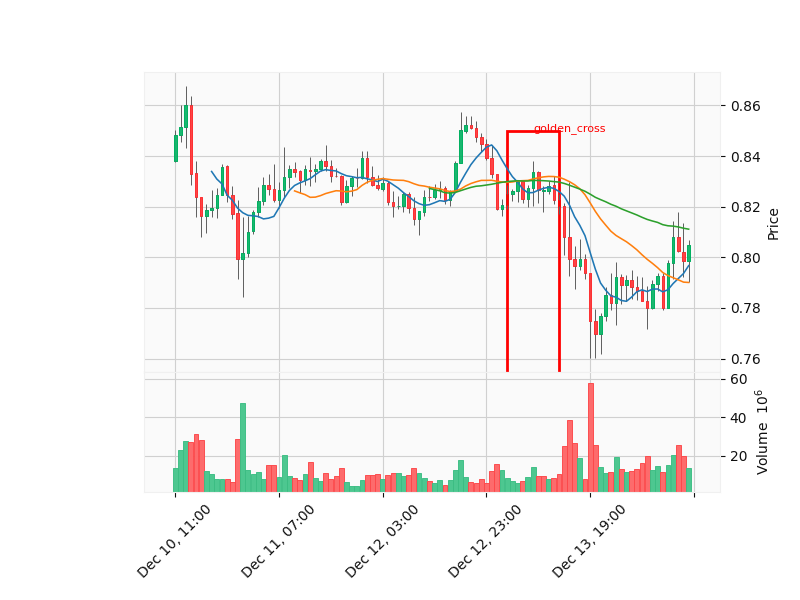 golden_cross
0.86
0.84
0.82
0.80
0.78
0.76
Price
60
40
20
Volume 10^6
Dec 10, 11:00
Dec 11, 07:00
Dec 12, 03:00
Dec 12, 23:00
Dec 13, 19:00